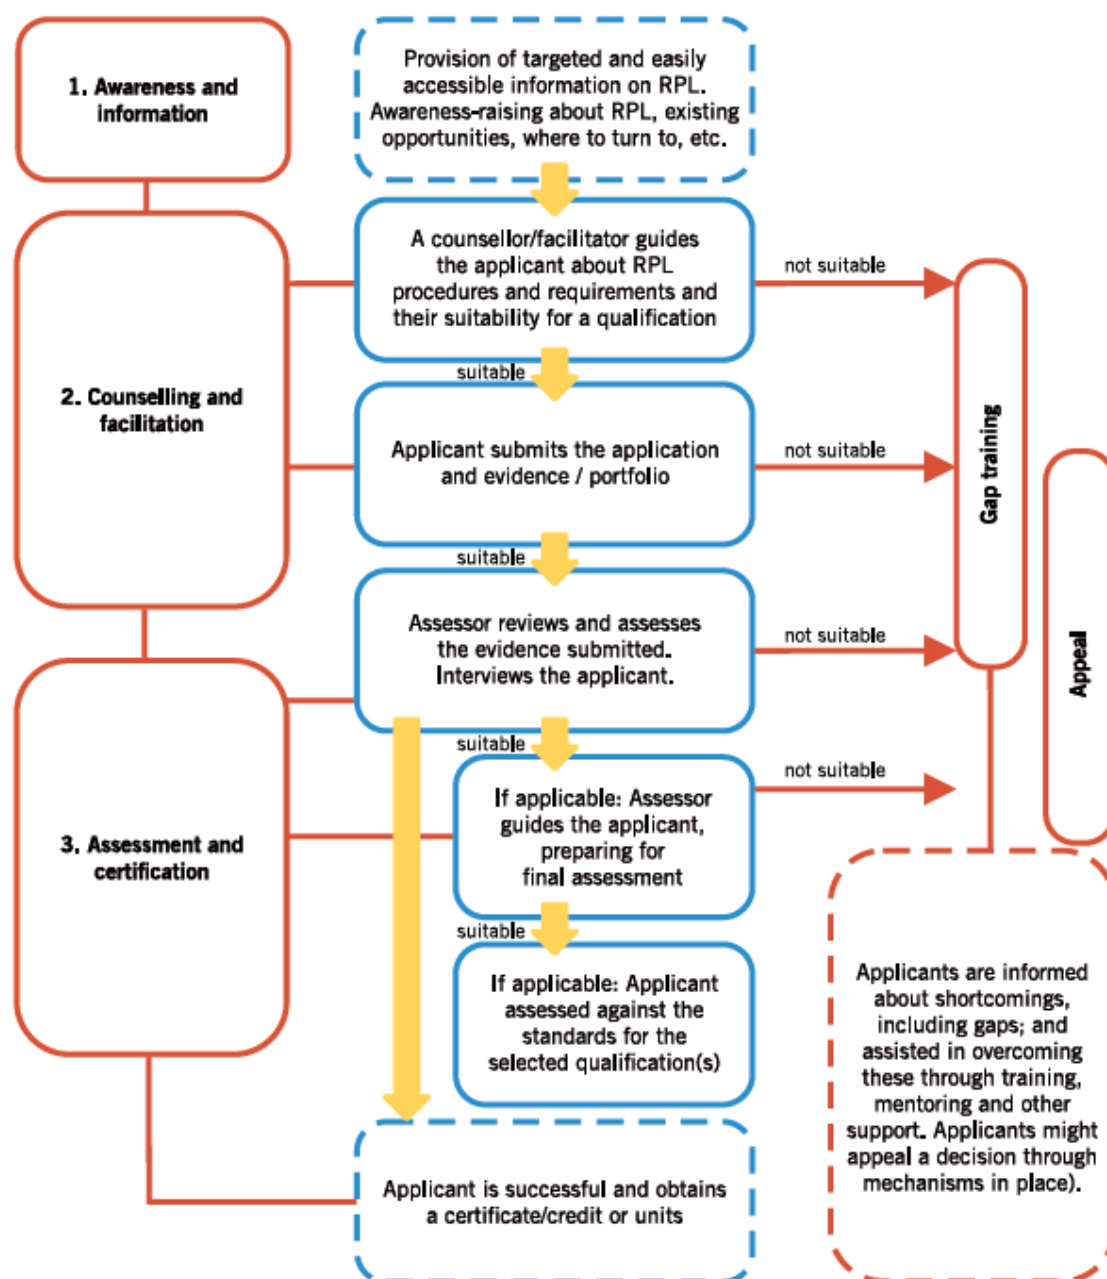 1. Awareness and
information
Provision of targeted and easily
accessible information on RPL.
Awareness-raising about RPL, existing
opportunities, where to turn to, etc.
2. Counselling and
facilitation
A counsellor/facilitator guides
the applicant about RPL
procedures and requirements and
their suitability for a qualification
not suitable
suitable
Applicant submits the application
and evidence / portfolio
not suitable
suitable
Gap training
Appeal
3. Assessment and
certification
Assessor reviews and assesses
the evidence submitted.
Interviews the applicant.
not suitable
suitable
If applicable: Assessor
guides the applicant,
preparing for
final assessment
not suitable
suitable
If applicable: Applicant
assessed against the
standards for the
selected qualification(s)
Applicant is successful and obtains
a certificate/credit or units
Applicants are informed
about shortcomings,
including gaps; and
assisted in overcoming
these through training,
mentoring and other
support. Applicants might
appeal a decision through
mechanisms in place).